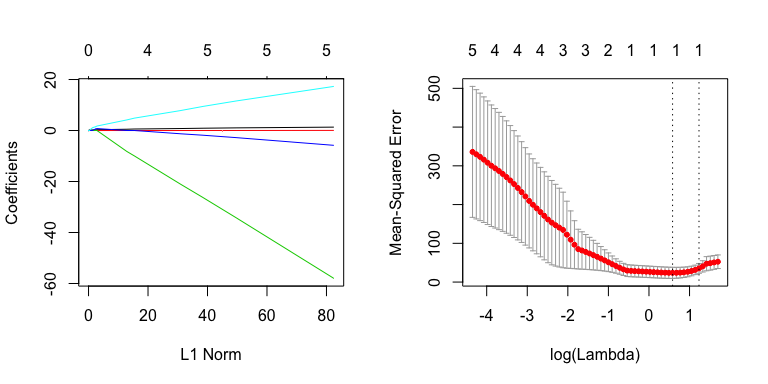 0 4 5 5 5
20
0
-20
-40
-60
Coefficients
0 20 40 60 80
L1 Norm
5 4 4 4 4 3 3 2 1 1 1 1
500
300
100
0
Mean-Squared Error
-4 -3 -2 -1 0 1
log(Lambda)